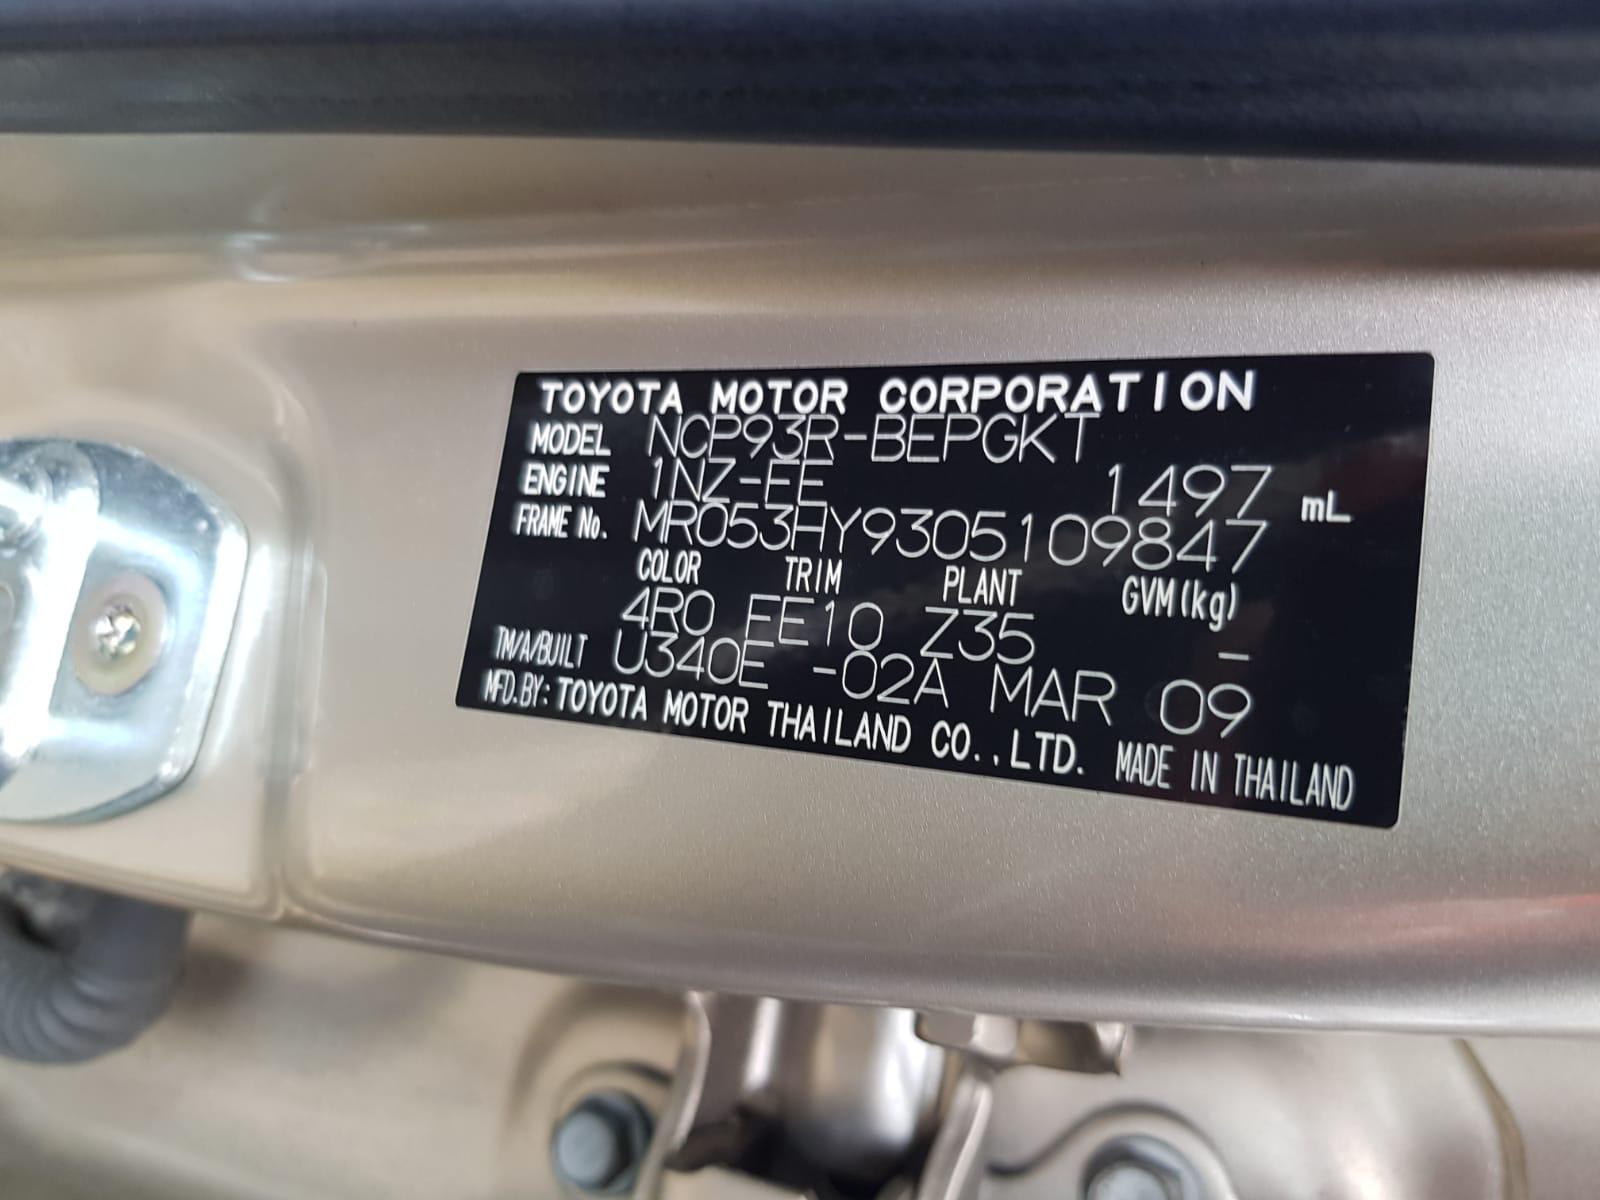 TOYOTA MOTOR CORPORATION
MODEL NCP93R-BEPGKT
ENGINE 1NZ-FE 1497 mL
FRAME No. MR053HY9305109847
COLOR TRIM PLANT GVM(kg)
4R0 FE10 Z35 –
TM/A/BUILT U340E -02A MAR 09
MFD.BY: TOYOTA MOTOR THAILAND CO.,LTD. MADE IN THAILAND